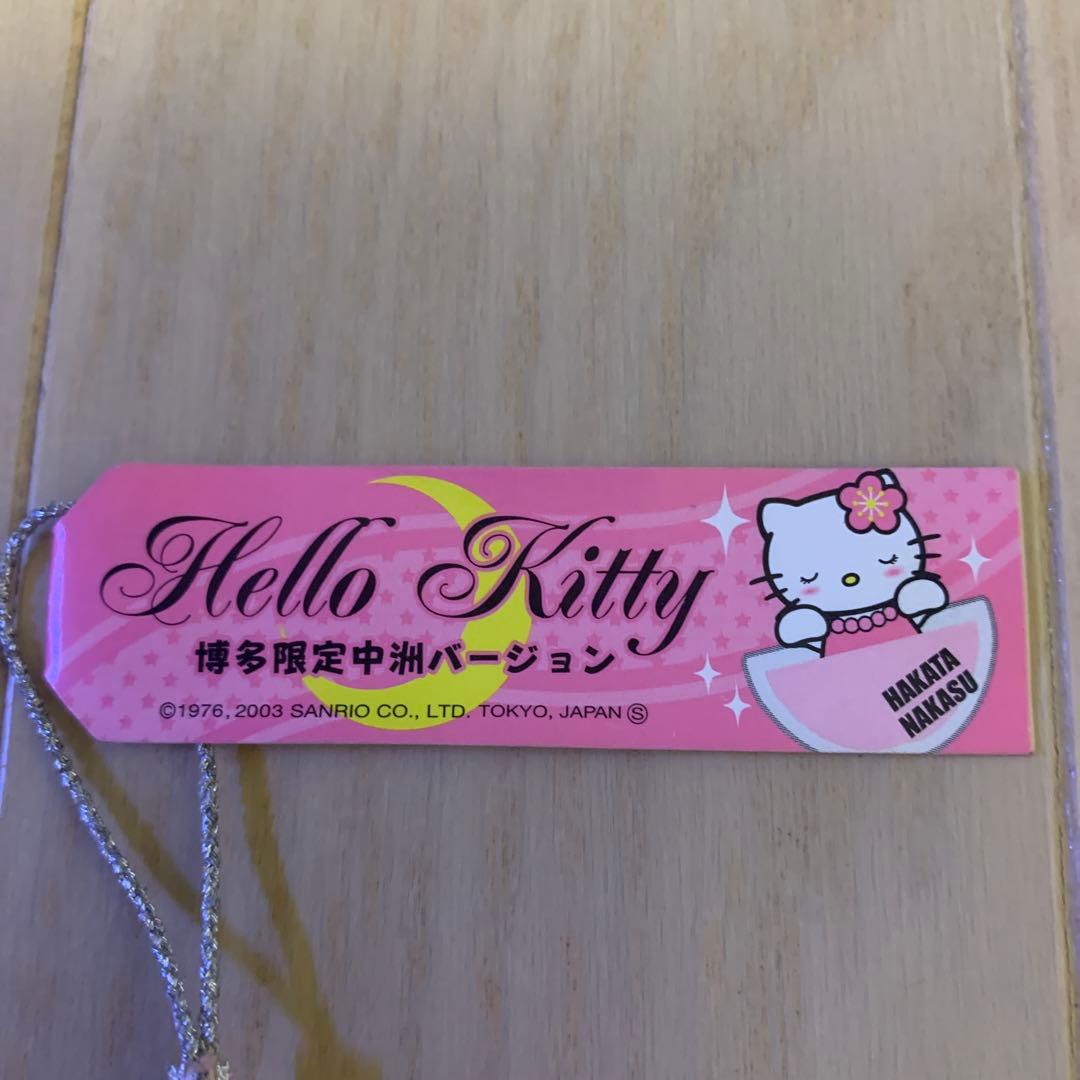 Hello Kitty
博多限定中洲バージョン
©1976, 2003 SANRIO CO., LTD. TOKYO, JAPAN Ⓢ
HAKATA
NAKASU